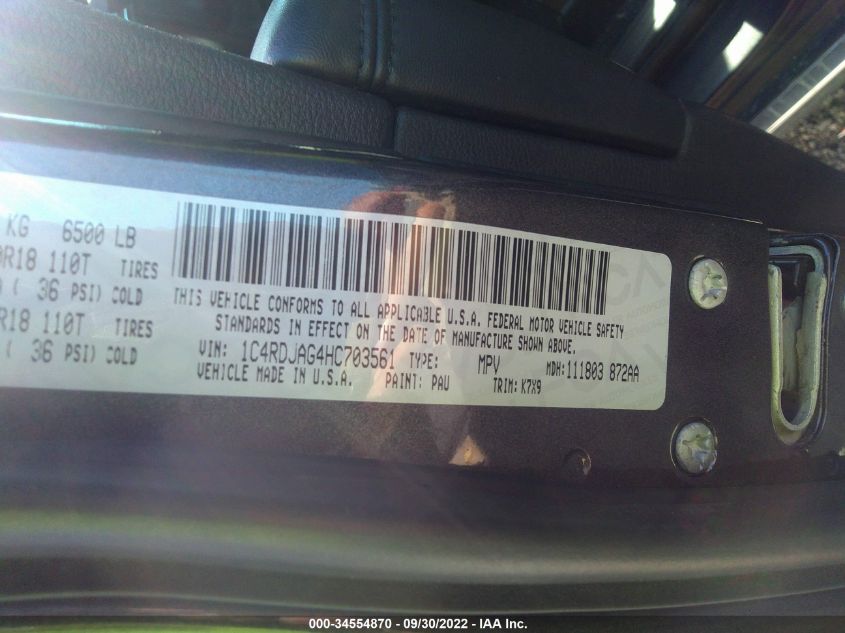 KG 6500 LB
R18 110T TIRES
( 36 PSI) COLD
R18 110T TIRES
( 36 PSI) COLD
THIS VEHICLE CONFORMS TO ALL APPLICABLE U.S.A. FEDERAL MOTOR VEHICLE SAFETY
STANDARDS IN EFFECT ON THE DATE OF MANUFACTURE SHOWN ABOVE.
VIN: 1C4RDJAG4HC703561 TYPE: MPV MDH:111803 872AA
VEHICLE MADE IN U.S.A. PAINT: PAU TRIM: K7X9
000-34554870 - 09/30/2022 - IAA Inc.